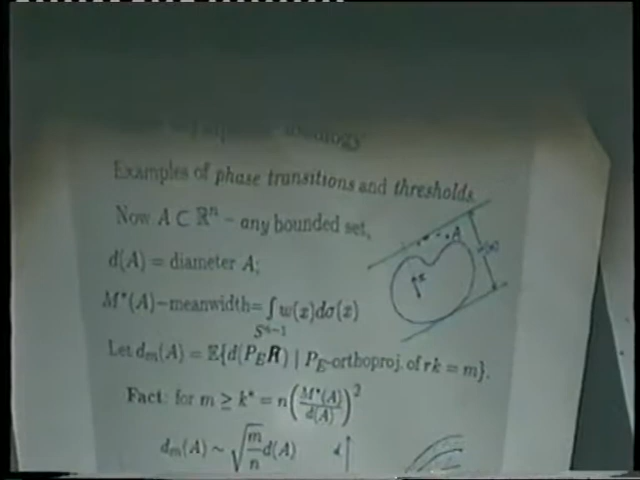 Examples of phase transitions and thresholds.
Now A ⊂ ℝⁿ – any bounded set,
d(A) = diameter A;
M*(A)–meanwidth= ∫ w(x)dσ(x)
Sⁿ⁻¹
Let dₘ(A) = 𝔼{d(P_E R) | P_E-orthoproj. of rk = m}.
Fact: for m ≥ k* = n(M*(A)/d(A))²
dₘ(A) ~ √(m/n) d(A)
A
x